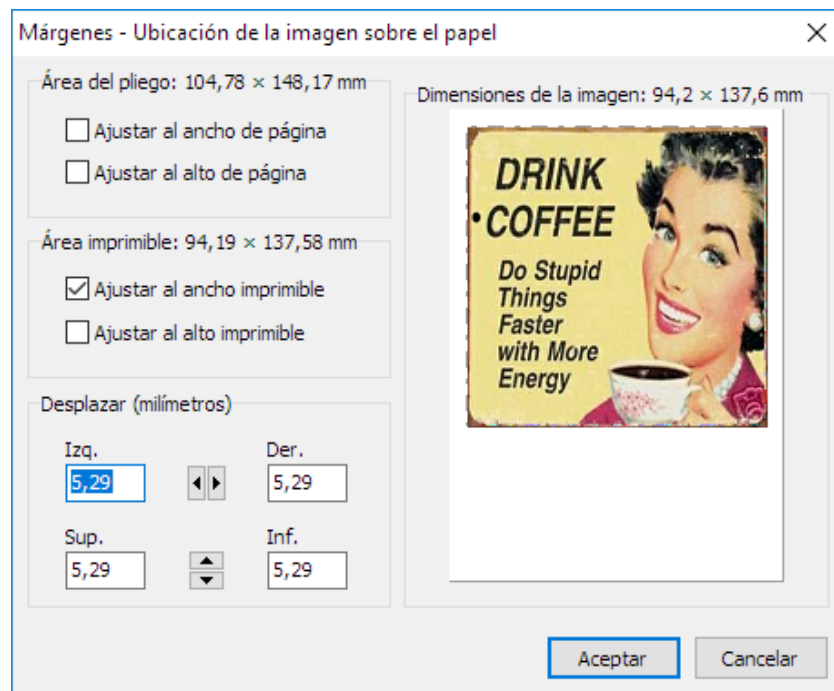 Márgenes - Ubicación de la imagen sobre el papel
Área del pliego: 104,78 × 148,17 mm
Ajustar al ancho de página
Ajustar al alto de página
Área imprimible: 94,19 × 137,58 mm
Ajustar al ancho imprimible
Ajustar al alto imprimible
Desplazar (milímetros)
Izq.
Der.
5,29
5,29
Sup.
Inf.
5,29
5,29
Dimensiones de la imagen: 94,2 × 137,6 mm
DRINK
•COFFEE
Do Stupid
Things
Faster
with More
Energy
Aceptar
Cancelar